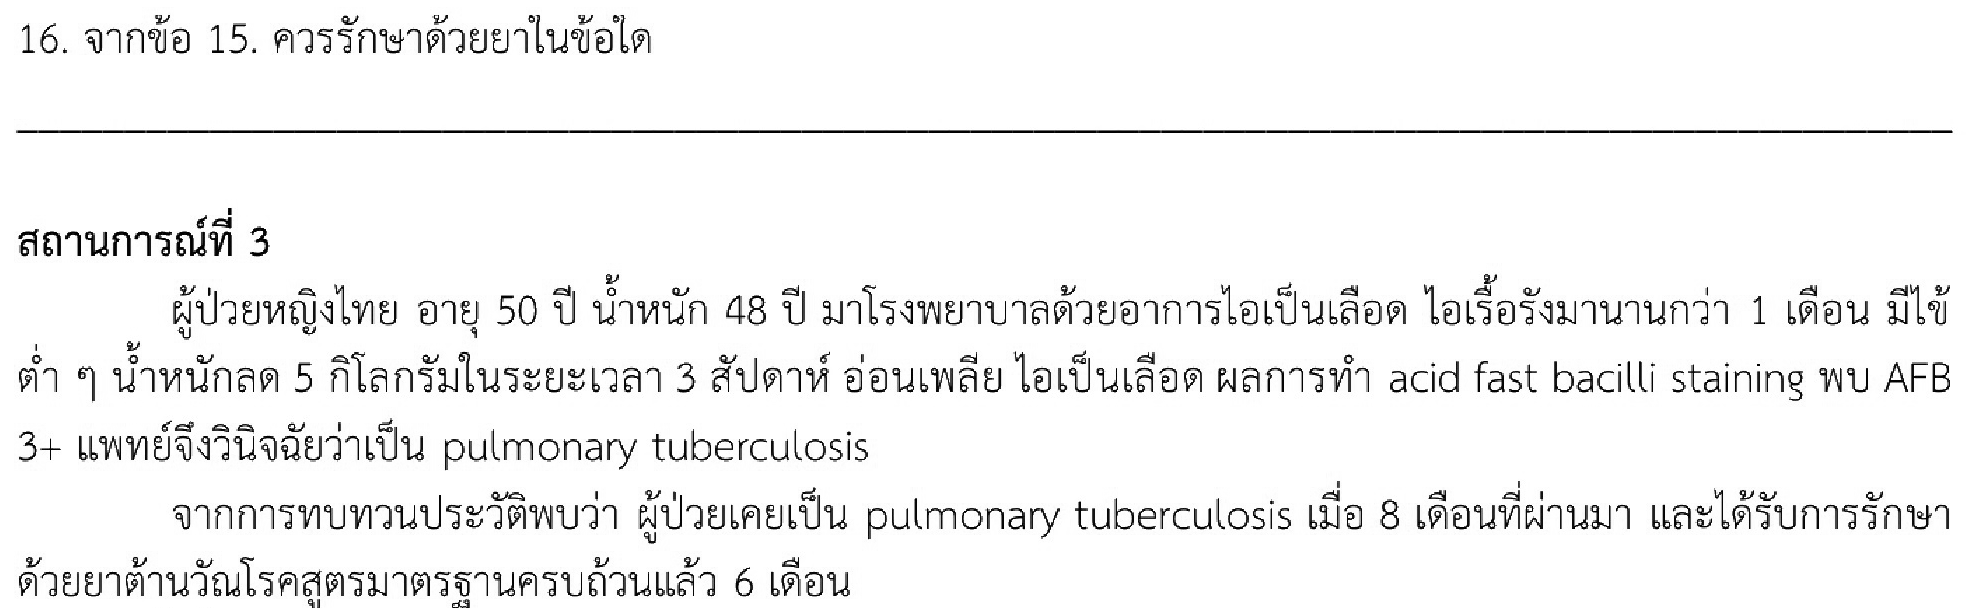 16. จากข้อ 15. ควรรักษาด้วยยาในข้อใด
สถานการณ์ที่ 3
ผู้ป่วยหญิงไทย อายุ 50 ปี น้ำหนัก 48 ปี มาโรงพยาบาลด้วยอาการไอเป็นเลือด ไอเรื้อรังมานานกว่า 1 เดือน มีไข้
ต่ำ ๆ น้ำหนักลด 5 กิโลกรัมในระยะเวลา 3 สัปดาห์ อ่อนเพลีย ไอเป็นเลือด ผลการทำ acid fast bacilli staining พบ AFB
3+ แพทย์จึงวินิจฉัยว่าเป็น pulmonary tuberculosis
จากการทบทวนประวัติพบว่า ผู้ป่วยเคยเป็น pulmonary tuberculosis เมื่อ 8 เดือนที่ผ่านมา และได้รับการรักษา
ด้วยยาต้านวัณโรคสูตรมาตรฐานครบถ้วนแล้ว 6 เดือน